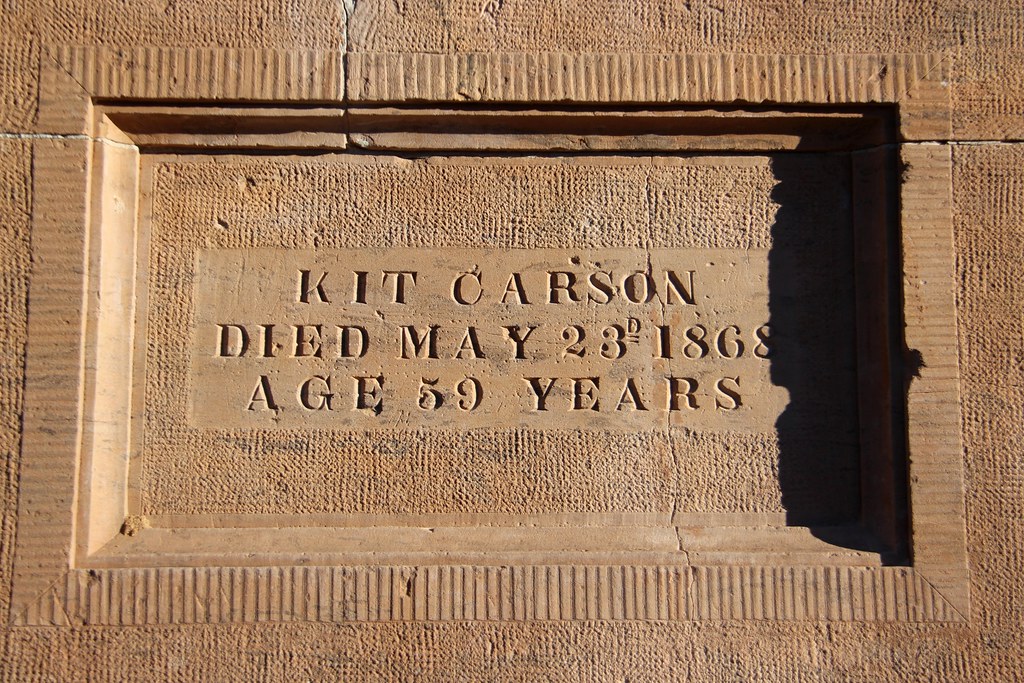 KIT CARSON
DIED MAY 23D 1868
AGE 59 YEARS